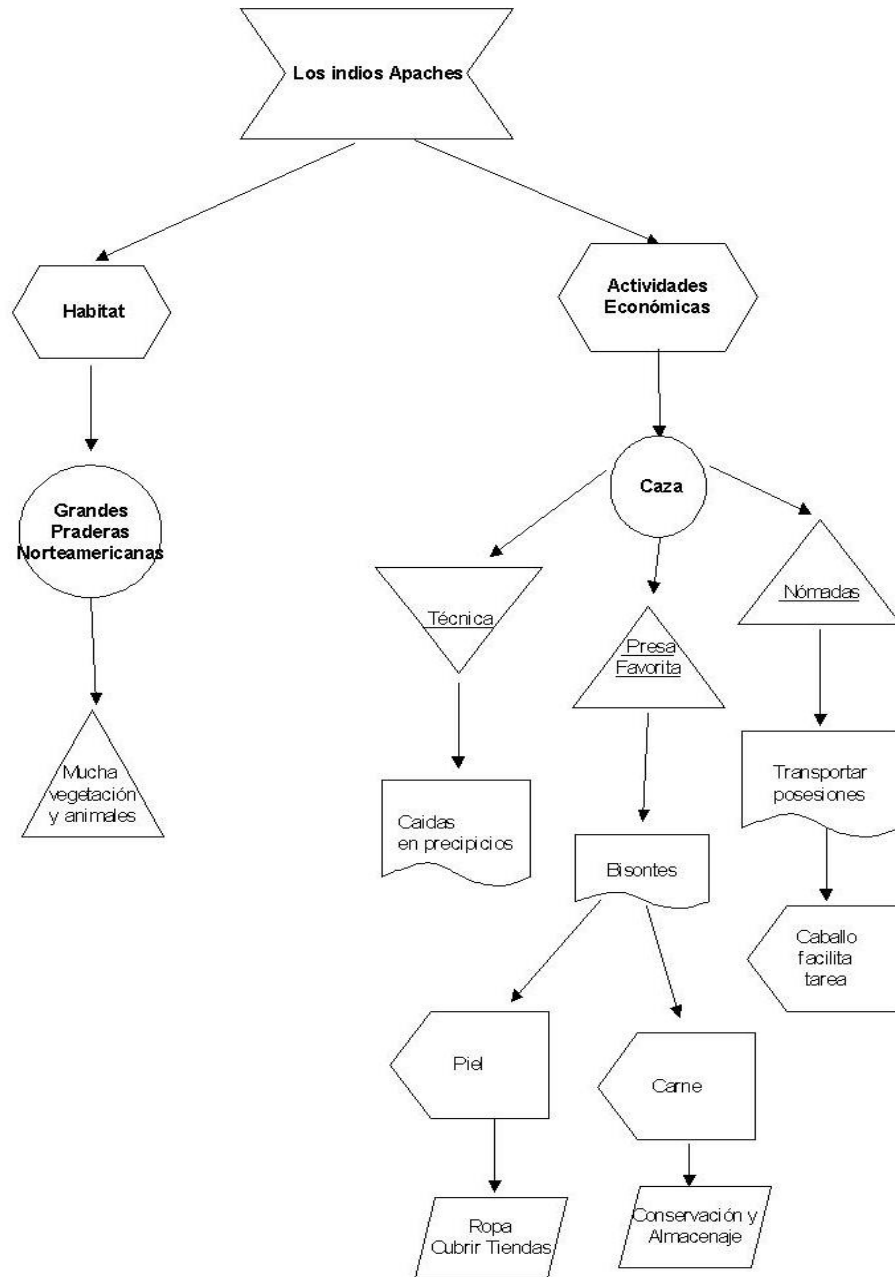 Los indios Apaches
Habitat
Actividades
Económicas
Grandes
Praderas
Norteamericanas
Caza
Técnica
Presa
Favorita
Nómadas
Mucha
vegetación
y animales
Caidas
en precipicios
Bisontes
Transportar
posesiones
Caballo
facilita
tarea
Piel
Carne
Ropa
Cubrir Tiendas
Conservación y
Almacenaje